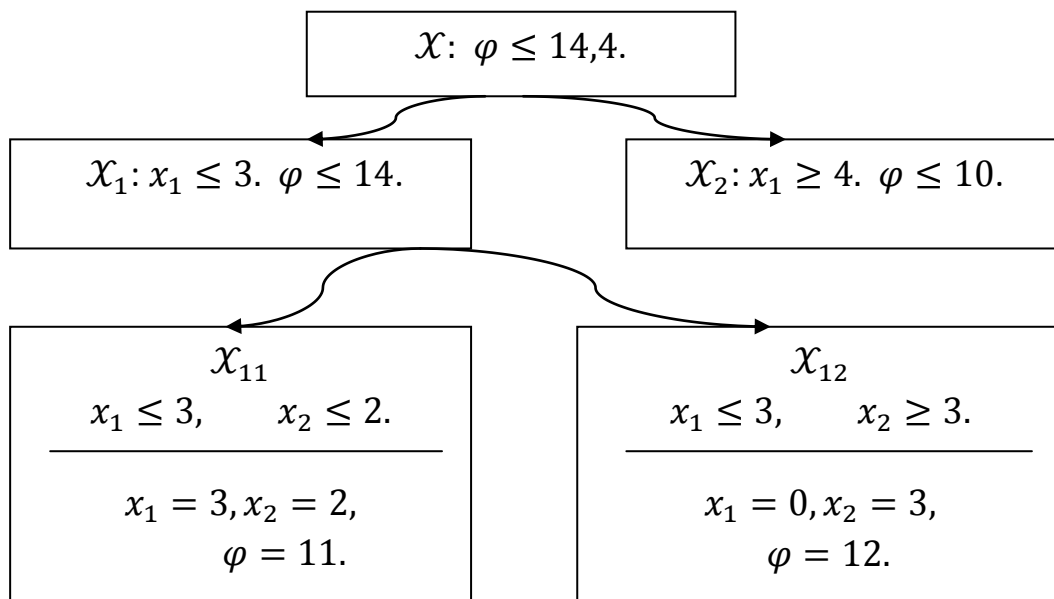 𝒳: φ ≤ 14,4.
𝒳₁: x₁ ≤ 3. φ ≤ 14.
𝒳₂: x₁ ≥ 4. φ ≤ 10.
𝒳₁₁
x₁ ≤ 3, x₂ ≤ 2.
x₁ = 3, x₂ = 2,
φ = 11.
𝒳₁₂
x₁ ≤ 3, x₂ ≥ 3.
x₁ = 0, x₂ = 3,
φ = 12.